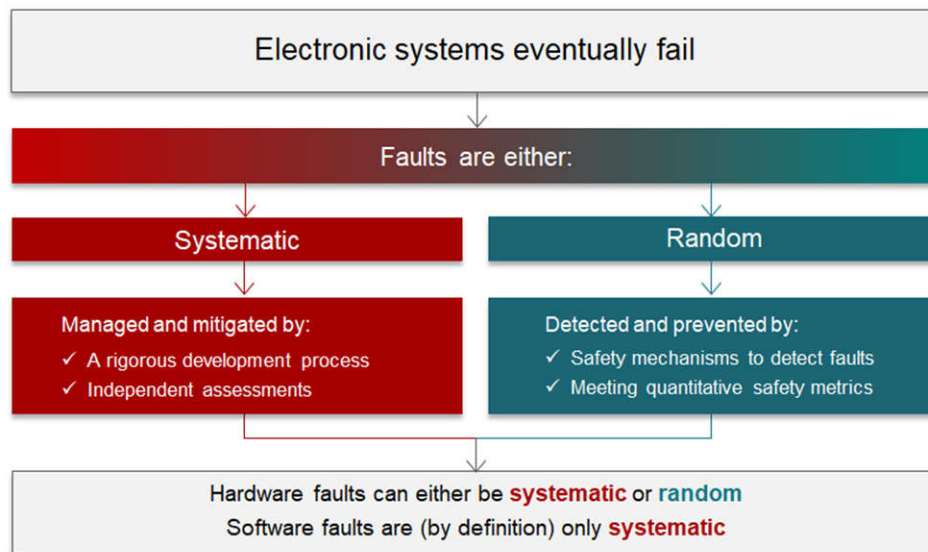 Electronic systems eventually fail
Faults are either:
Systematic
Random
Managed and mitigated by:
✓ A rigorous development process
✓ Independent assessments
Detected and prevented by:
✓ Safety mechanisms to detect faults
✓ Meeting quantitative safety metrics
Hardware faults can either be systematic or random
Software faults are (by definition) only systematic